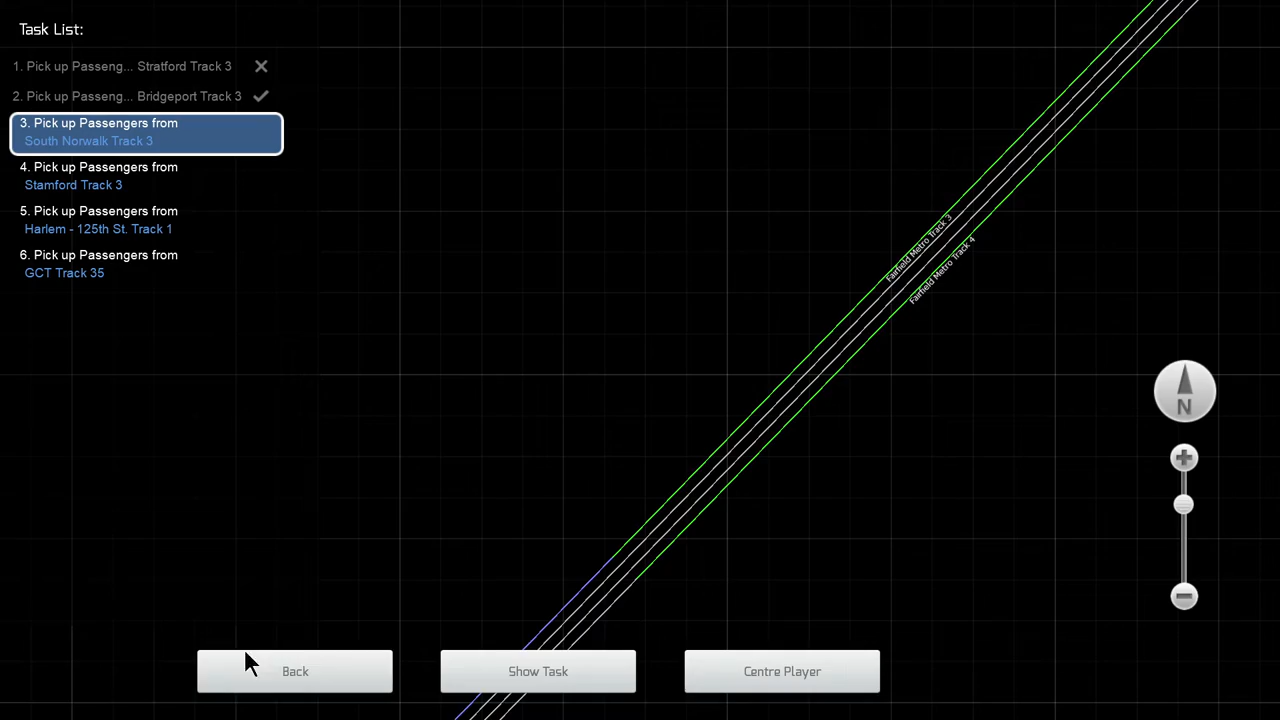 Task List:
1. Pick up Passeng... Stratford Track 3
2. Pick up Passeng... Bridgeport Track 3
3. Pick up Passengers from
South Norwalk Track 3
4. Pick up Passengers from
Stamford Track 3
5. Pick up Passengers from
Harlem - 125th St. Track 1
6. Pick up Passengers from
GCT Track 35
Fairfield Metro Track 3
Fairfield Metro Track 4
N
Back
Show Task
Centre Player